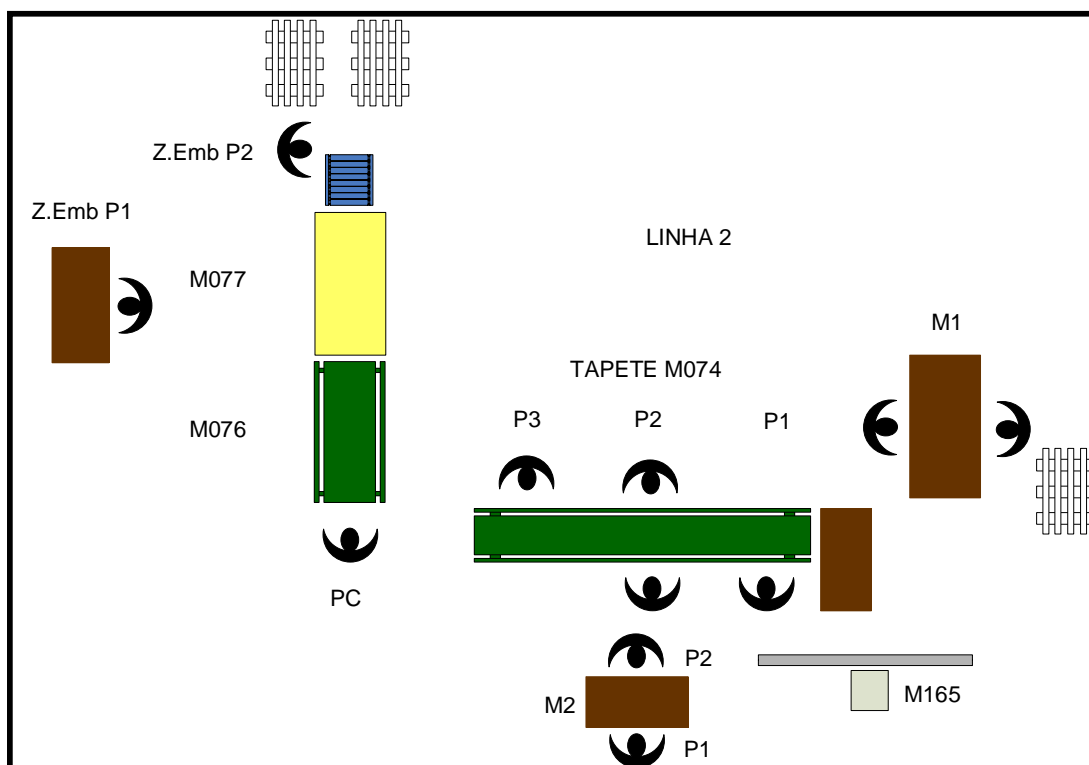 Z.Emb P2
Z.Emb P1
LINHA 2
M077
M1
TAPETE M074
P3
P2
P1
M076
PC
P2
M2
M165
P1